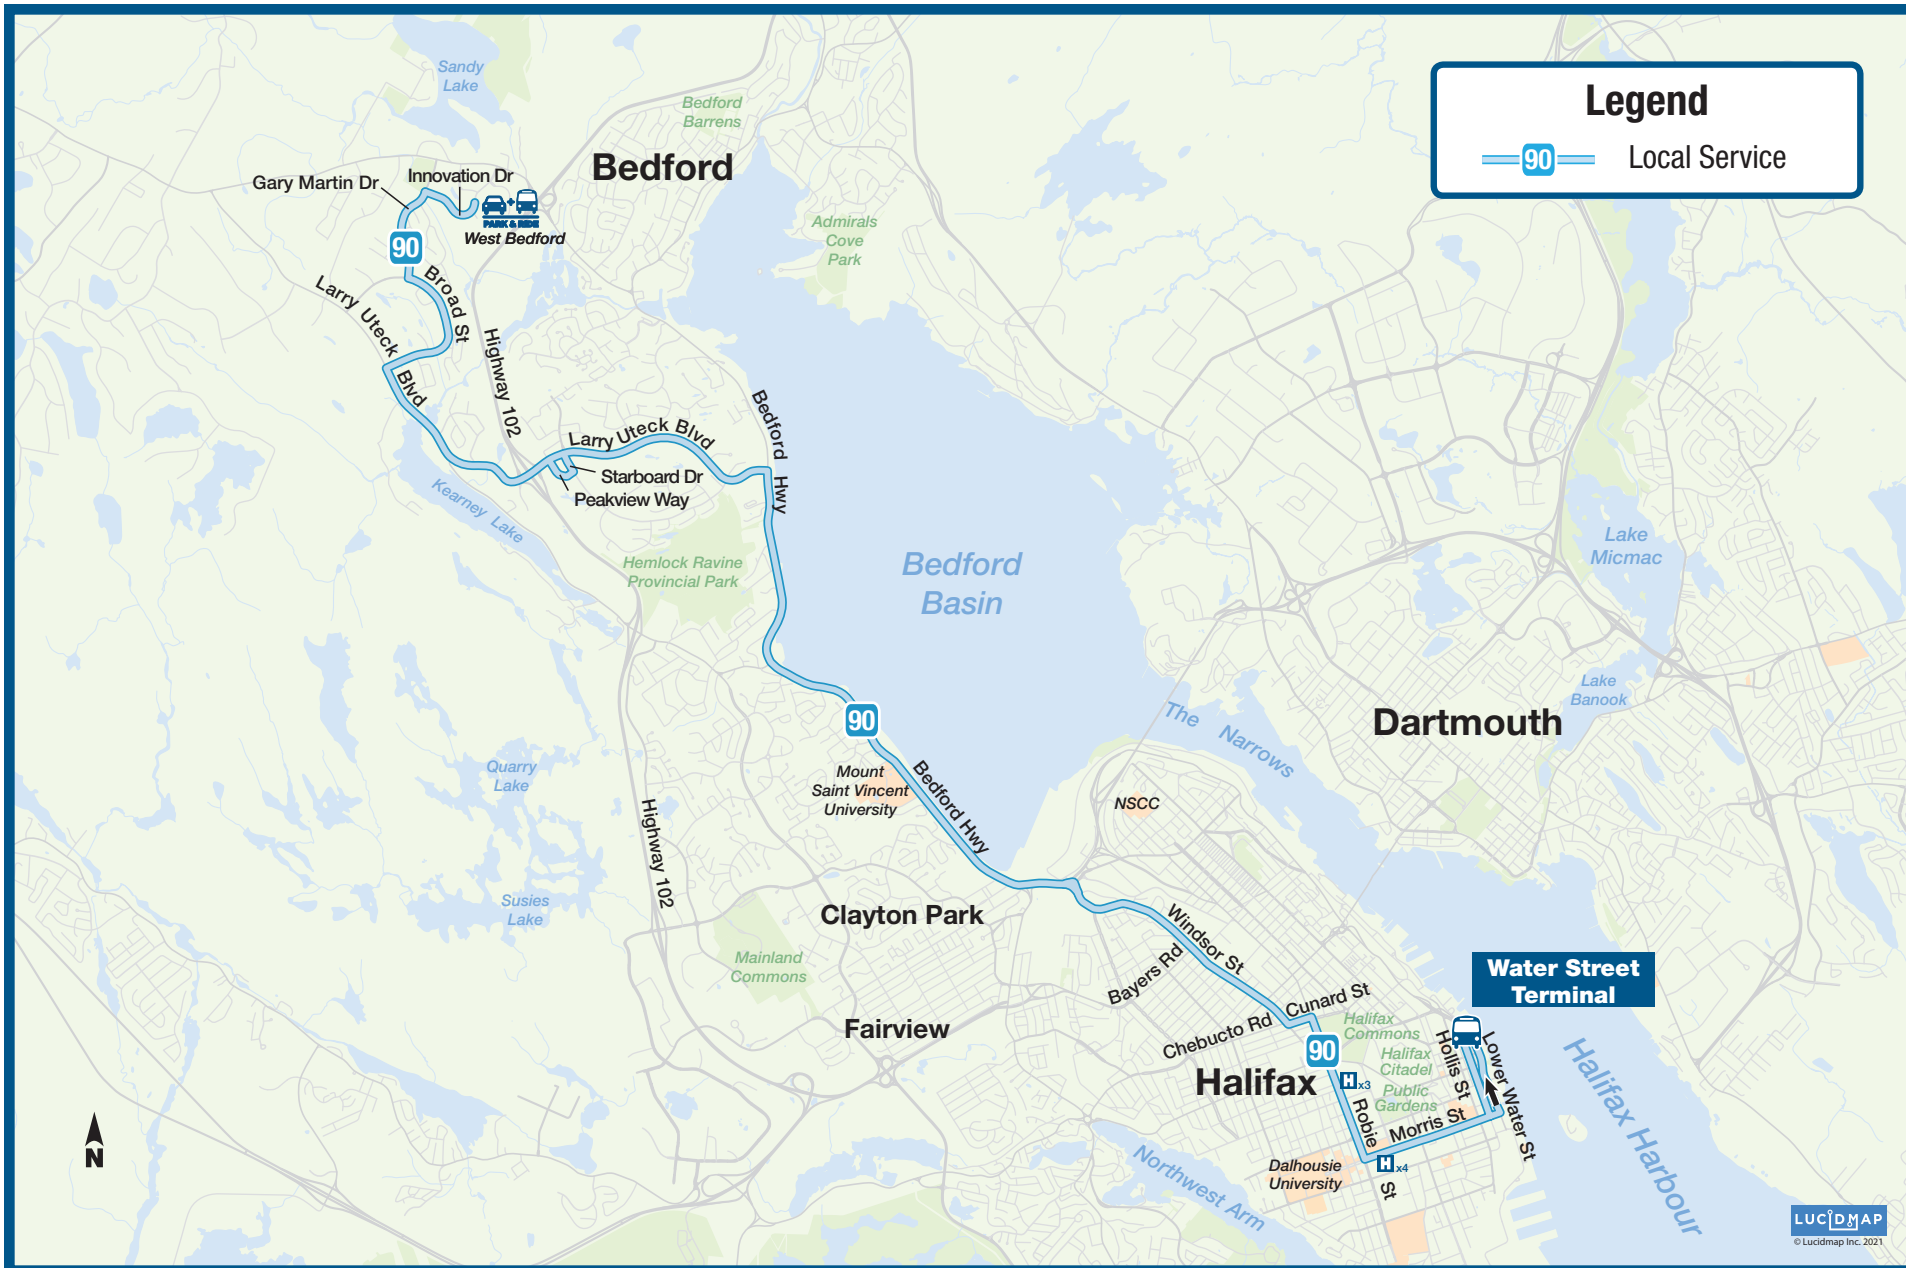 Legend
90
Local Service
Sandy
Lake
Bedford
Barrens
Bedford
Gary Martin Dr
Innovation Dr
PARK & RIDE
West Bedford
90
Admirals
Cove
Park
Broad St
Larry Uteck
Blvd
Highway 102
Larry Uteck Blvd
Bedford
Hwy
Starboard Dr
Peakview Way
Kearney Lake
Hemlock Ravine
Provincial Park
Bedford
Basin
Lake
Micmac
Lake
Banook
Dartmouth
The Narrows
90
Mount
Saint Vincent
University
Bedford Hwy
NSCC
Quarry
Lake
Highway 102
Susies
Lake
Clayton Park
Mainland
Commons
Fairview
Windsor St
Bayers Rd
Cunard St
Chebucto Rd
Water Street
Terminal
Halifax
Commons
Halifax
Citadel
Public
Gardens
Hollis St
Lower Water St
90
Halifax
H x3
Robie
St
Morris St
H x4
Dalhousie
University
Northwest Arm
Halifax Harbour
N
LUCIDMAP
© Lucidmap Inc. 2021